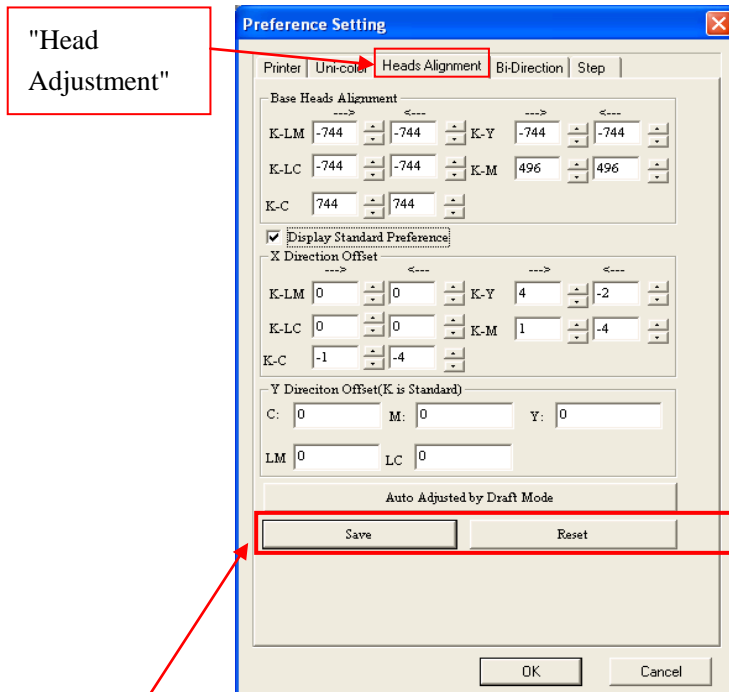 "Head
Adjustment"
Preference Setting
Printer Uni-color Heads Alignment Bi-Direction Step
Base Heads Alignment
---> <--- ---> <---
K-LM -744 -744 K-Y -744 -744
K-LC -744 -744 K-M 496 496
K-C 744 744
Display Standard Preference
X Direction Offset
---> <--- ---> <---
K-LM 0 0 K-Y 4 -2
K-LC 0 0 K-M 1 -4
K-C -1 -4
Y Direciton Offset(K is Standard)
C: 0 M: 0 Y: 0
LM 0 LC 0
Auto Adjusted by Draft Mode
Save Reset
OK Cancel